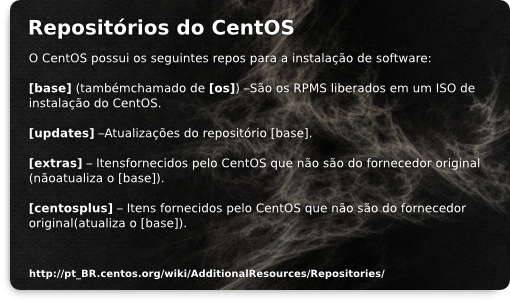 Repositórios do CentOS
O CentOS possui os seguintes repos para a instalação de software:
[base] (tambémchamado de [os]) –São os RPMS liberados em um ISO de
instalação do CentOS.
[updates] –Atualizações do repositório [base].
[extras] – Itensfornecidos pelo CentOS que não são do fornecedor original
(nãoatualiza o [base]).
[centosplus] – Itens fornecidos pelo CentOS que não são do fornecedor
original(atualiza o [base]).
http://pt_BR.centos.org/wiki/AdditionalResources/Repositories/